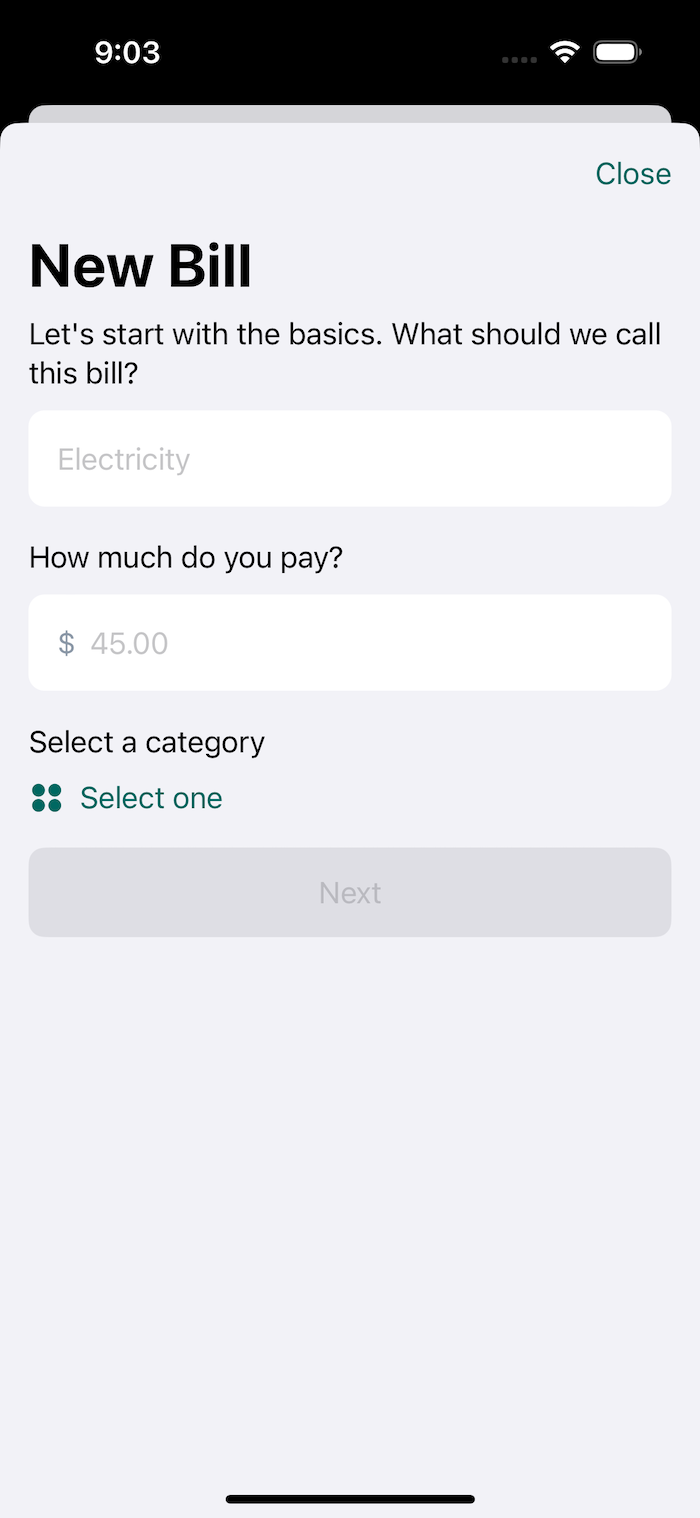 9:03
Close
New Bill
Let's start with the basics. What should we call
this bill?
Electricity
How much do you pay?
$ 45.00
Select a category
Select one
Next